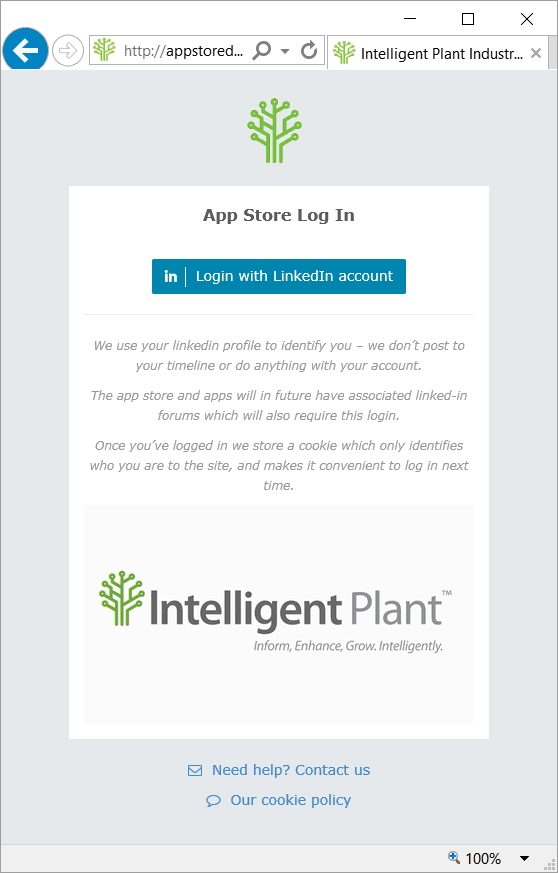 http://appstored...
Intelligent Plant Industr...
App Store Log In
in Login with LinkedIn account
We use your linkedin profile to identify you – we don’t post to
your timeline or do anything with your account.
The app store and apps will in future have associated linked-in
forums which will also require this login.
Once you’ve logged in we store a cookie which only identifies
who you are to the site, and makes it convenient to log in next
time.
Intelligent Plant™
Inform, Enhance, Grow. Intelligently.
Need help? Contact us
Our cookie policy
100%